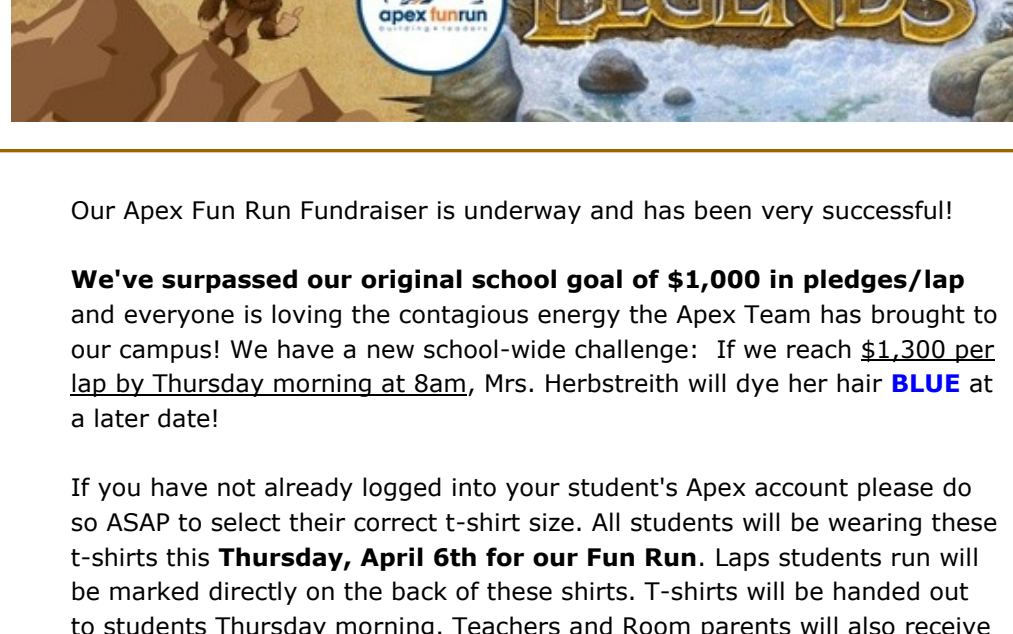 LEGENDS
apex funrun
building leaders
Our Apex Fun Run Fundraiser is underway and has been very successful!
We've surpassed our original school goal of $1,000 in pledges/lap
and everyone is loving the contagious energy the Apex Team has brought to
our campus! We have a new school-wide challenge:  If we reach $1,300 per
lap by Thursday morning at 8am, Mrs. Herbstreith will dye her hair BLUE at
a later date!
If you have not already logged into your student's Apex account please do
so ASAP to select their correct t-shirt size. All students will be wearing these
t-shirts this Thursday, April 6th for our Fun Run. Laps students run will
be marked directly on the back of these shirts. T-shirts will be handed out
to students Thursday morning. Teachers and Room parents will also receive